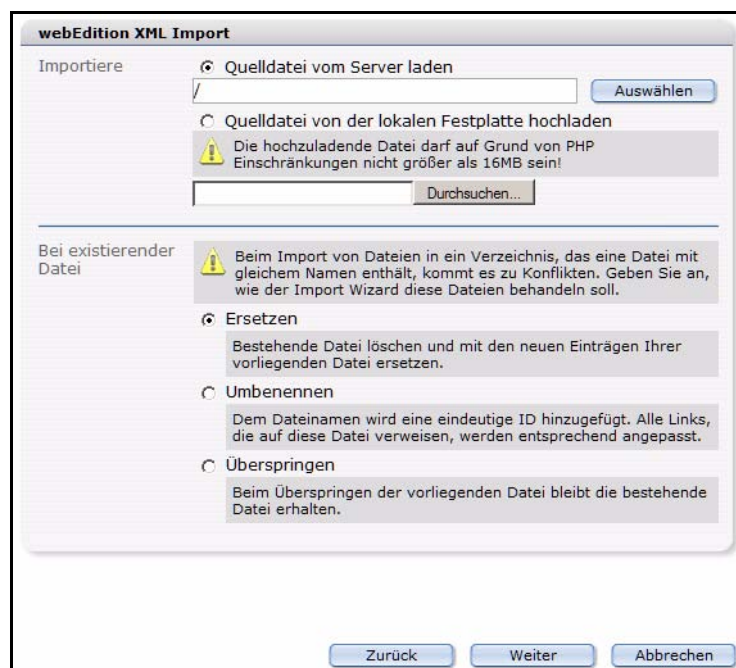 webEdition XML Import
Importiere
Quelldatei vom Server laden
/
Auswählen
Quelldatei von der lokalen Festplatte hochladen
Die hochzuladende Datei darf auf Grund von PHP
Einschränkungen nicht größer als 16MB sein!
Durchsuchen...
Bei existierender
Datei
Beim Import von Dateien in ein Verzeichnis, das eine Datei mit
gleichem Namen enthält, kommt es zu Konflikten. Geben Sie an,
wie der Import Wizard diese Dateien behandeln soll.
Ersetzen
Bestehende Datei löschen und mit den neuen Einträgen Ihrer
vorliegenden Datei ersetzen.
Umbenennen
Dem Dateinamen wird eine eindeutige ID hinzugefügt. Alle Links,
die auf diese Datei verweisen, werden entsprechend angepasst.
Überspringen
Beim Überspringen der vorliegenden Datei bleibt die bestehende
Datei erhalten.
Zurück
Weiter
Abbrechen